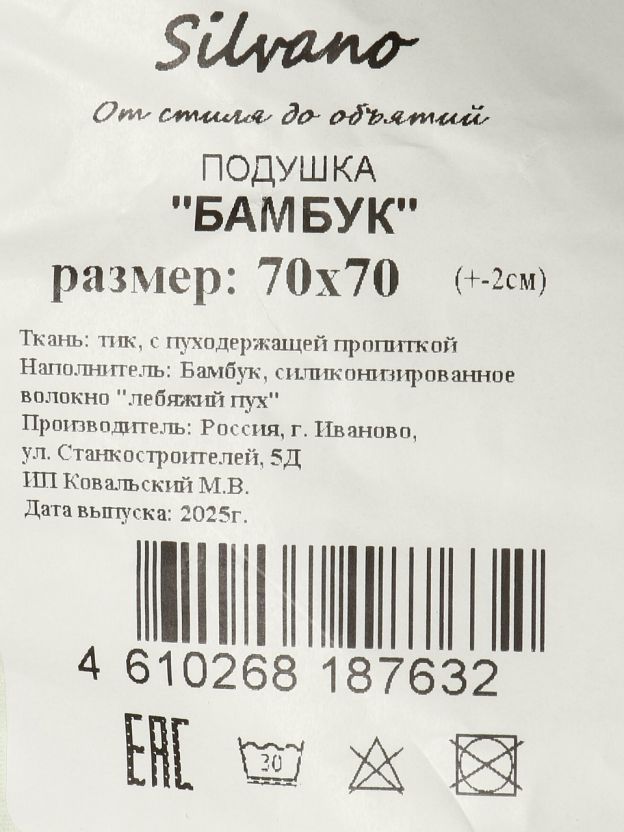 Silvano
От стиля до объятий
ПОДУШКА
"БАМБУК"
размер: 70х70 (+-2см)
Ткань: тик, с пуходержащей пропиткой
Наполнитель: Бамбук, силиконизированное
волокно "лебяжий пух"
Производитель: Россия, г. Иваново,
ул. Станкостроителей, 5Д
ИП Ковальский М.В.
Дата выпуска: 2025г.
4 610268 187632
EAC 30